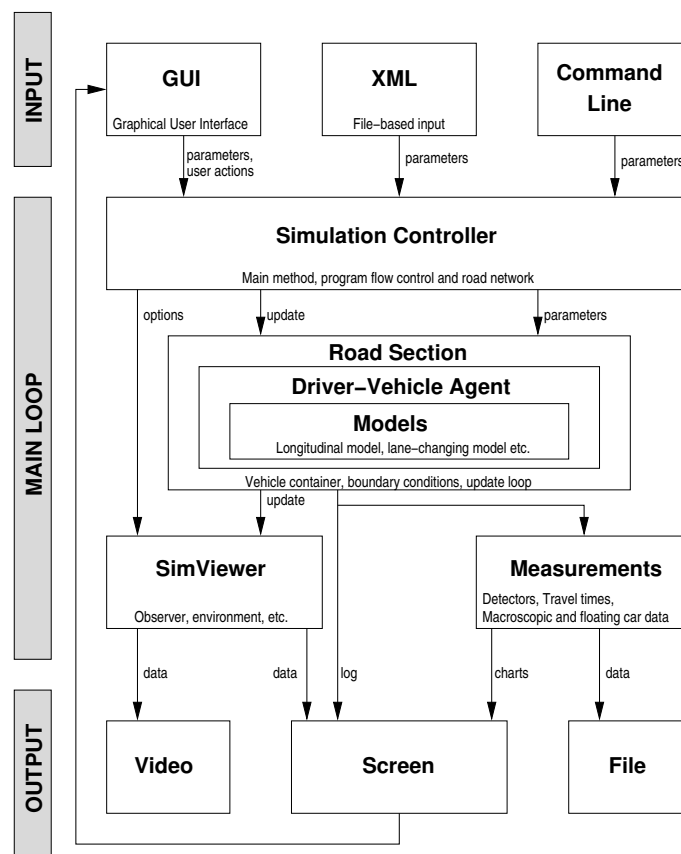 INPUT
GUI
Graphical User Interface
XML
File−based input
Command
Line
parameters,
user actions
parameters
parameters
MAIN LOOP
Simulation Controller
Main method, program flow control and road network
options
update
parameters
Road Section
Driver−Vehicle Agent
Models
Longitudinal model, lane−changing model etc.
Vehicle container, boundary conditions, update loop
update
SimViewer
Observer, environment, etc.
Measurements
Detectors, Travel times,
Macroscopic and floating car data
data
data
log
charts
data
OUTPUT
Video
Screen
File